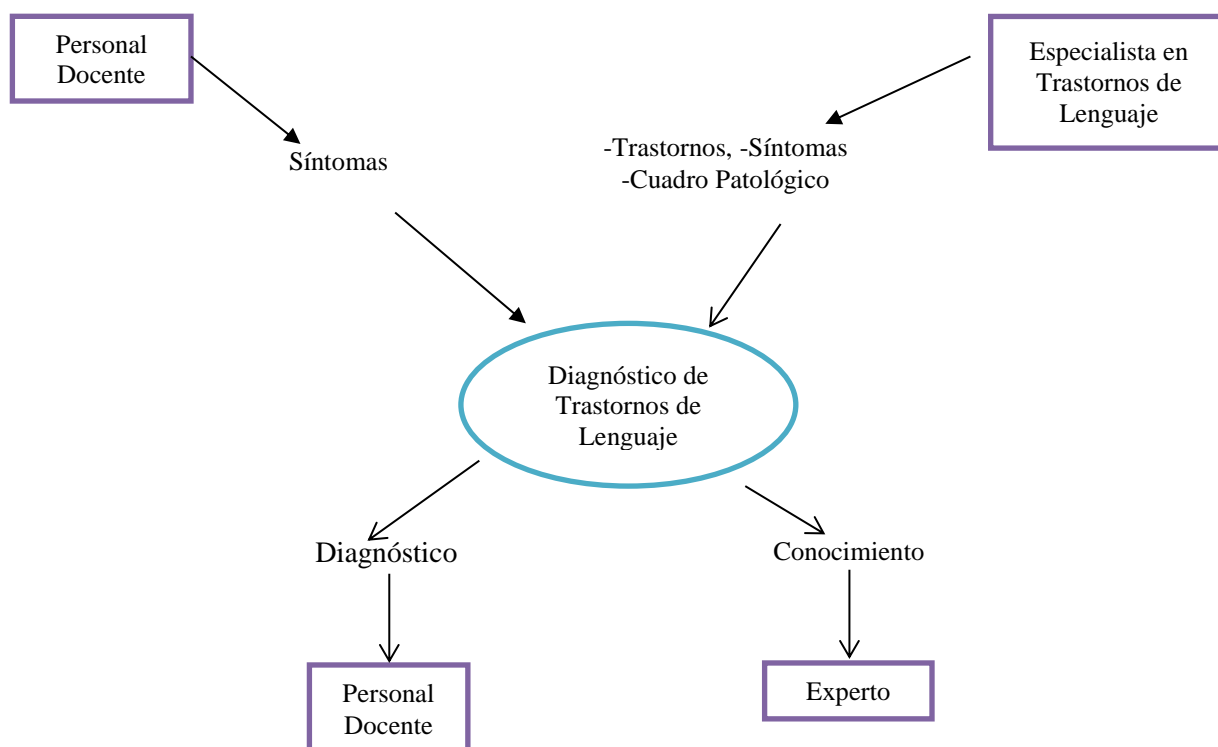 Personal
Docente
Especialista en
Trastornos de
Lenguaje
Síntomas
-Trastornos, -Síntomas
-Cuadro Patológico
Diagnóstico de
Trastornos de
Lenguaje
Diagnóstico
Conocimiento
Personal
Docente
Experto